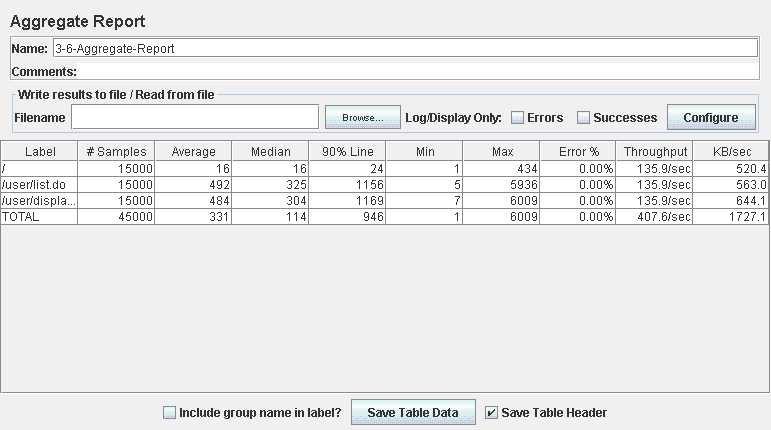 Aggregate Report
Name: 3-6-Aggregate-Report
Comments:
Write results to file / Read from file
Filename Browse... Log/Display Only: Errors Successes Configure
Label # Samples Average Median 90% Line Min Max Error % Throughput KB/sec
/ 15000 16 16 24 1 434 0.00% 135.9/sec 520.4
/user/list.do 15000 492 325 1156 5 5936 0.00% 135.9/sec 563.0
/user/displa... 15000 484 304 1169 7 6009 0.00% 135.9/sec 644.1
TOTAL 45000 331 114 946 1 6009 0.00% 407.6/sec 1727.1
Include group name in label? Save Table Data Save Table Header